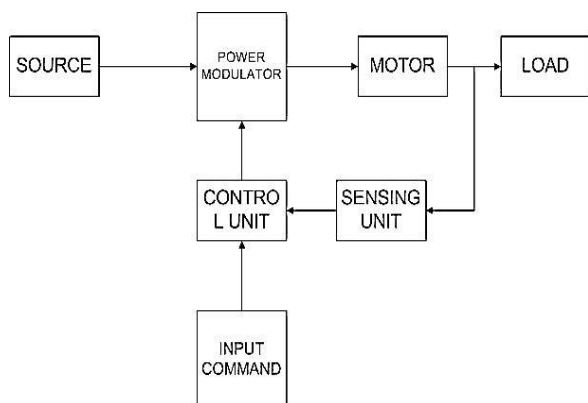 SOURCE
POWER
MODULATOR
MOTOR
LOAD
CONTRO
L UNIT
SENSING
UNIT
INPUT
COMMAND